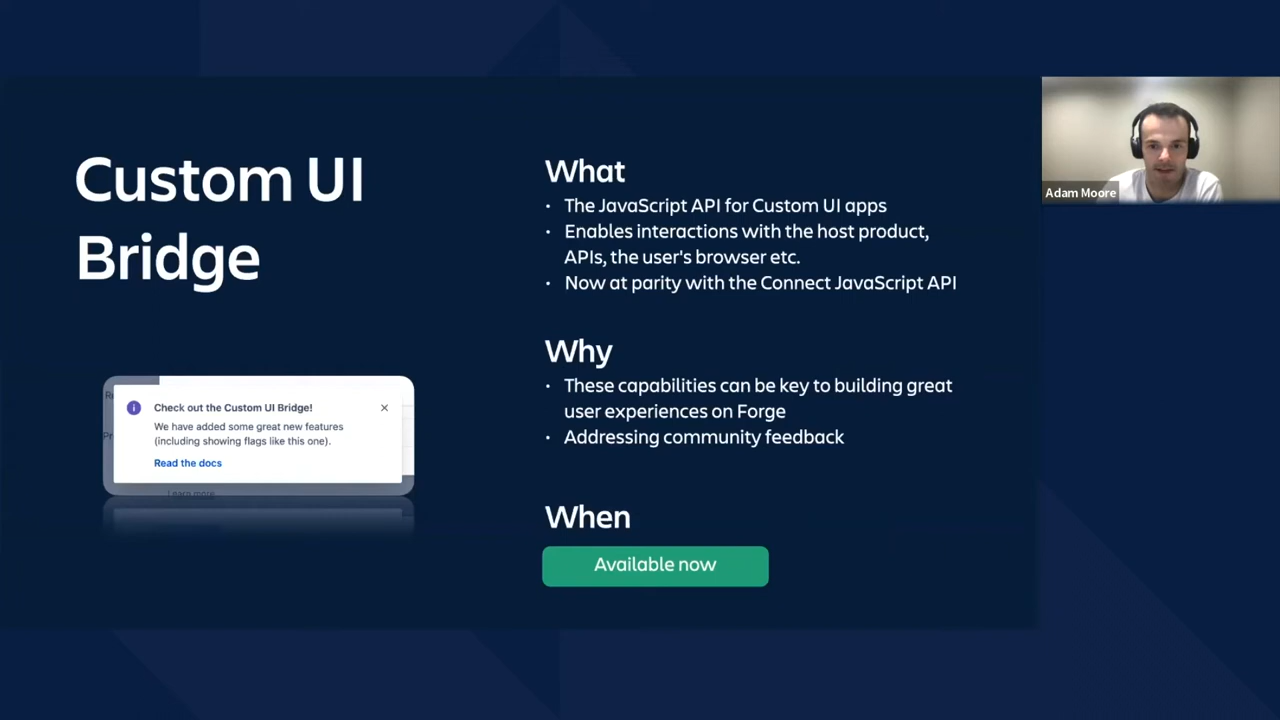 Custom UI
Bridge
What
• The JavaScript API for Custom UI apps
• Enables interactions with the host product,
APIs, the user's browser etc.
• Now at parity with the Connect JavaScript API
Why
• These capabilities can be key to building great
user experiences on Forge
• Addressing community feedback
When
Available now
Check out the Custom UI Bridge!
We have added some great new features
(including showing flags like this one).
Read the docs
Learn more
Adam Moore